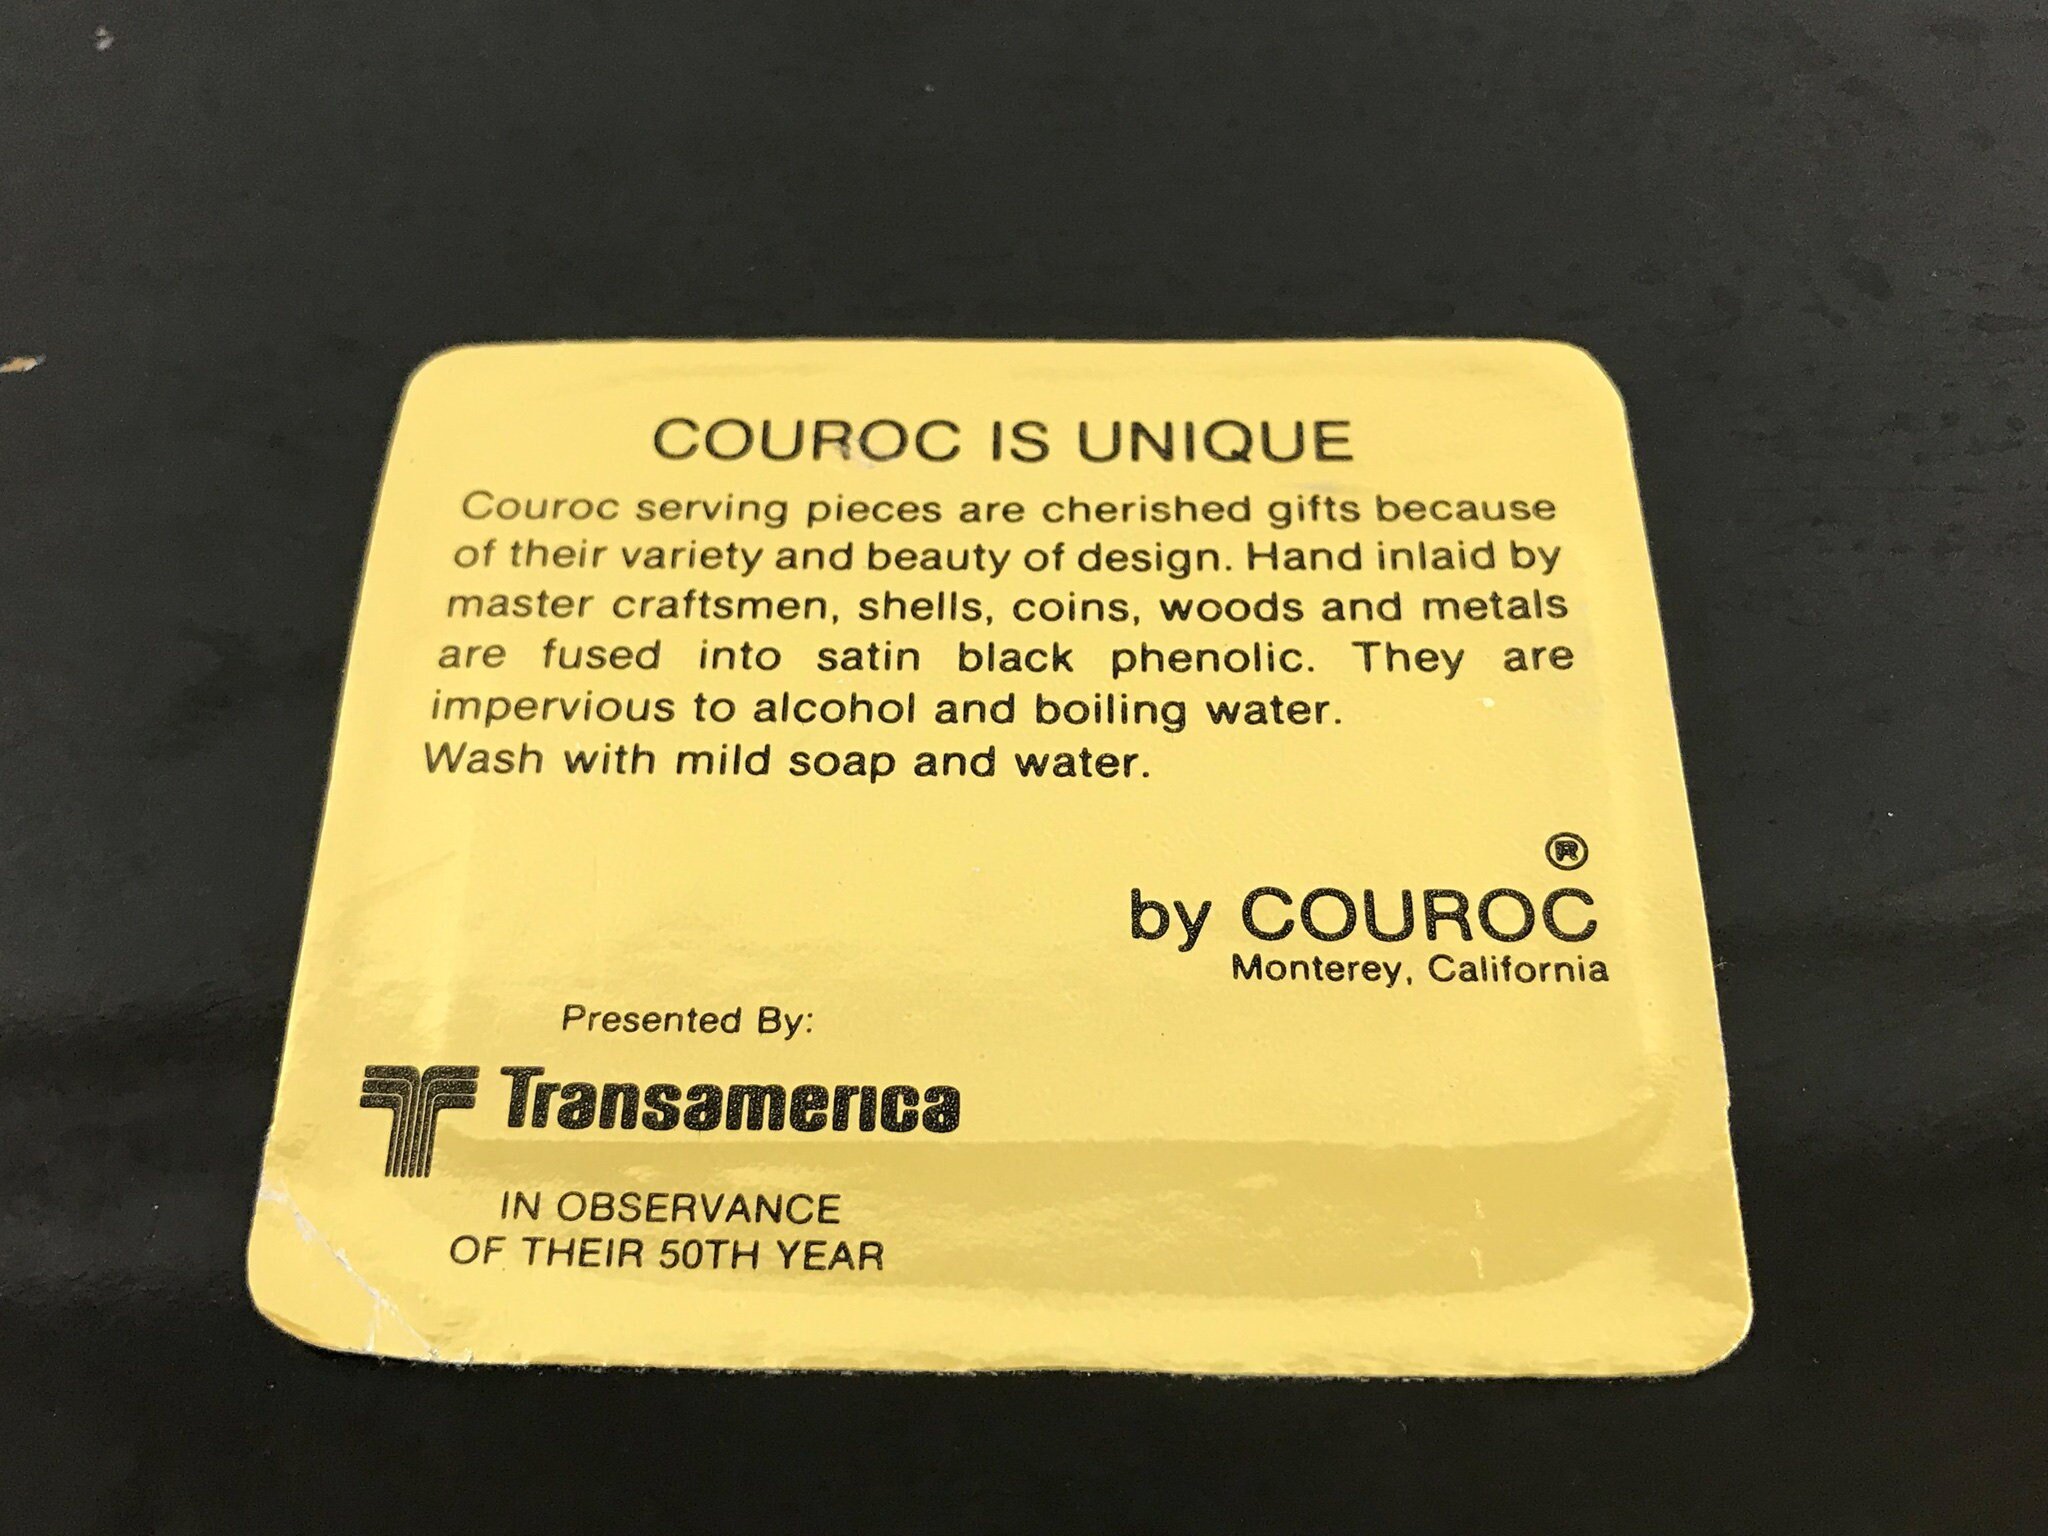 COUROC IS UNIQUE
Couroc serving pieces are cherished gifts because
of their variety and beauty of design. Hand inlaid by
master craftsmen, shells, coins, woods and metals
are fused into satin black phenolic. They are
impervious to alcohol and boiling water.
Wash with mild soap and water.
®
by COUROC
Monterey, California
Presented By:
Transamerica
IN OBSERVANCE
OF THEIR 50TH YEAR